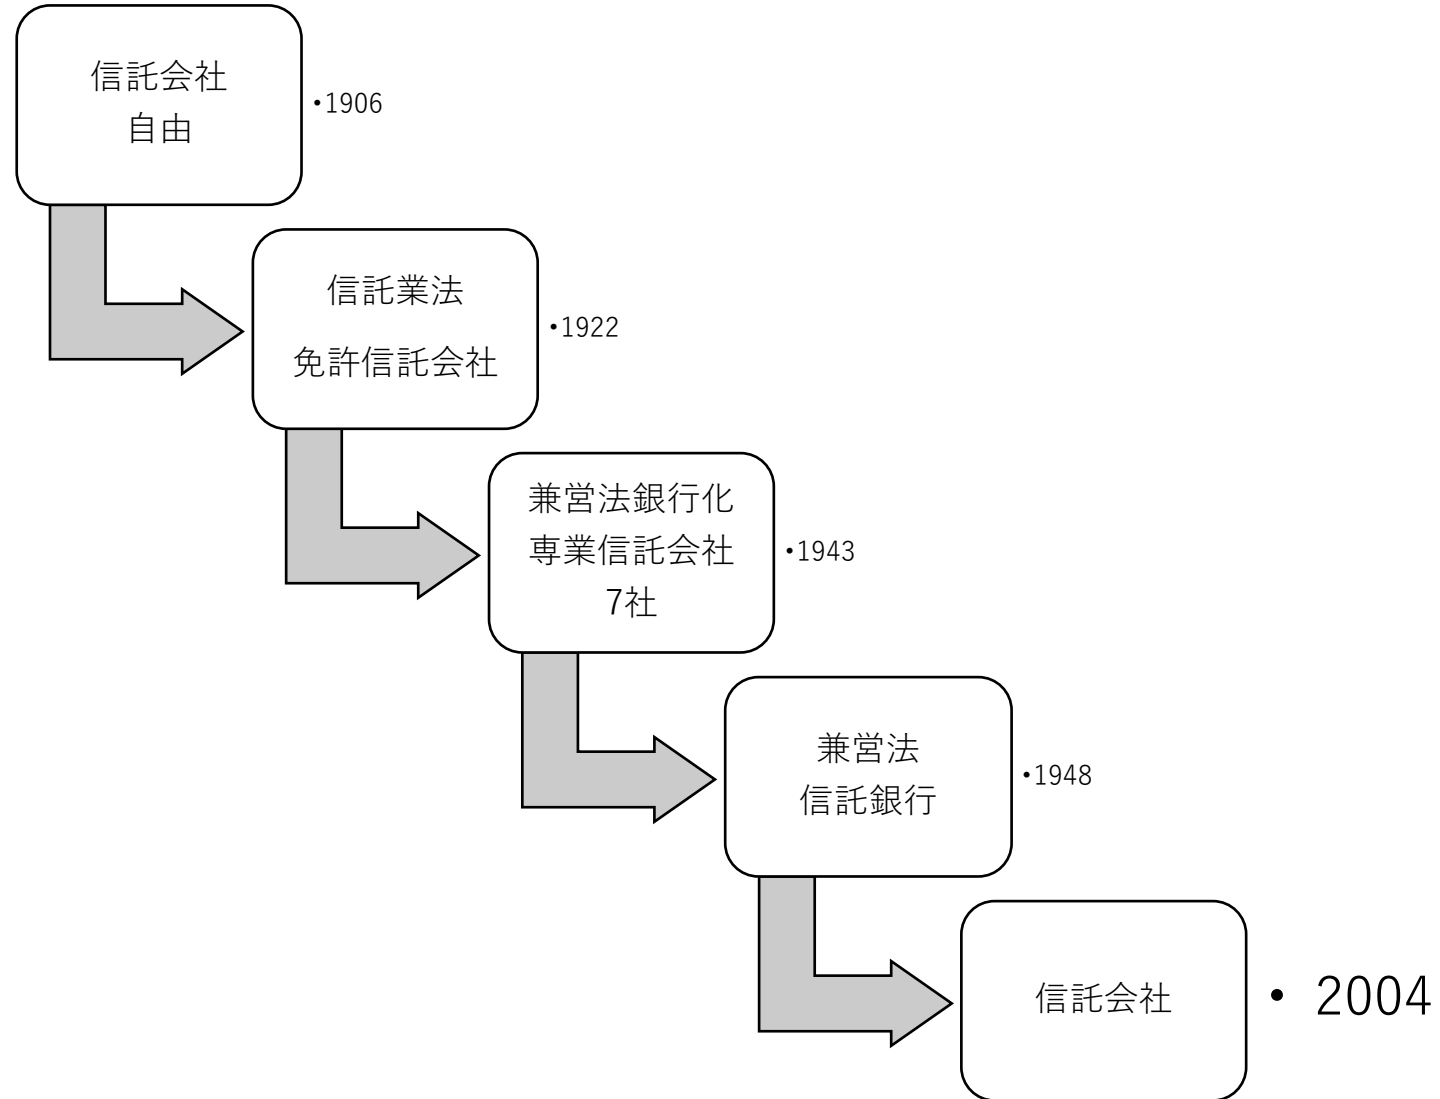 信託会社
自由
•1906
信託業法
免許信託会社
•1922
兼営法銀行化
専業信託会社
7社
•1943
兼営法
信託銀行
•1948
信託会社
• 2004